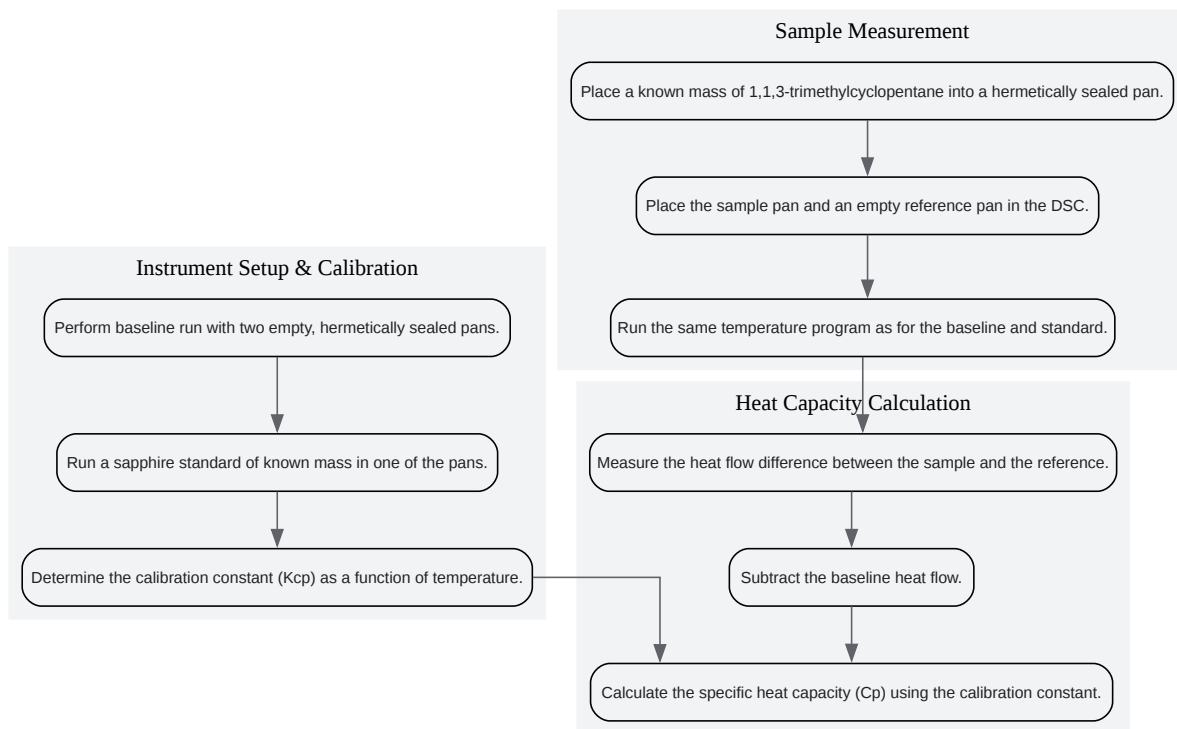 Sample Measurement
Place a known mass of 1,1,3-trimethylcyclopentane into a hermetically sealed pan.
Place the sample pan and an empty reference pan in the DSC.
Run the same temperature program as for the baseline and standard.
Instrument Setup & Calibration
Perform baseline run with two empty, hermetically sealed pans.
Run a sapphire standard of known mass in one of the pans.
Determine the calibration constant (Kcp) as a function of temperature.
Heat Capacity Calculation
Measure the heat flow difference between the sample and the reference.
Subtract the baseline heat flow.
Calculate the specific heat capacity (Cp) using the calibration constant.